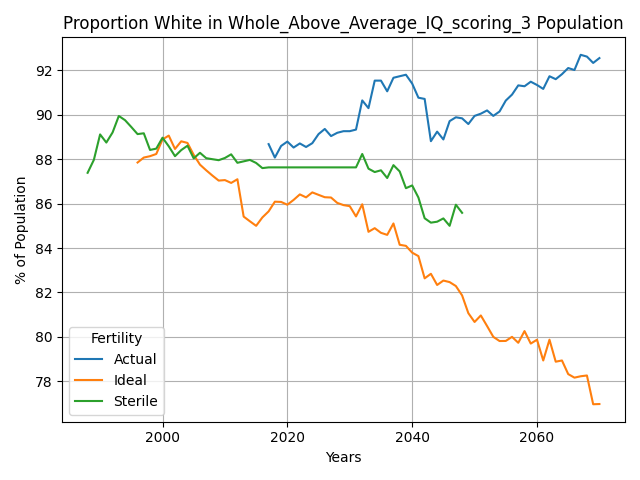 Proportion White in Whole_Above_Average_IQ_scoring_3 Population
% of Population
92
90
88
86
84
82
80
78
Fertility
Actual
Ideal
Sterile
2000
2020
2040
2060
Years